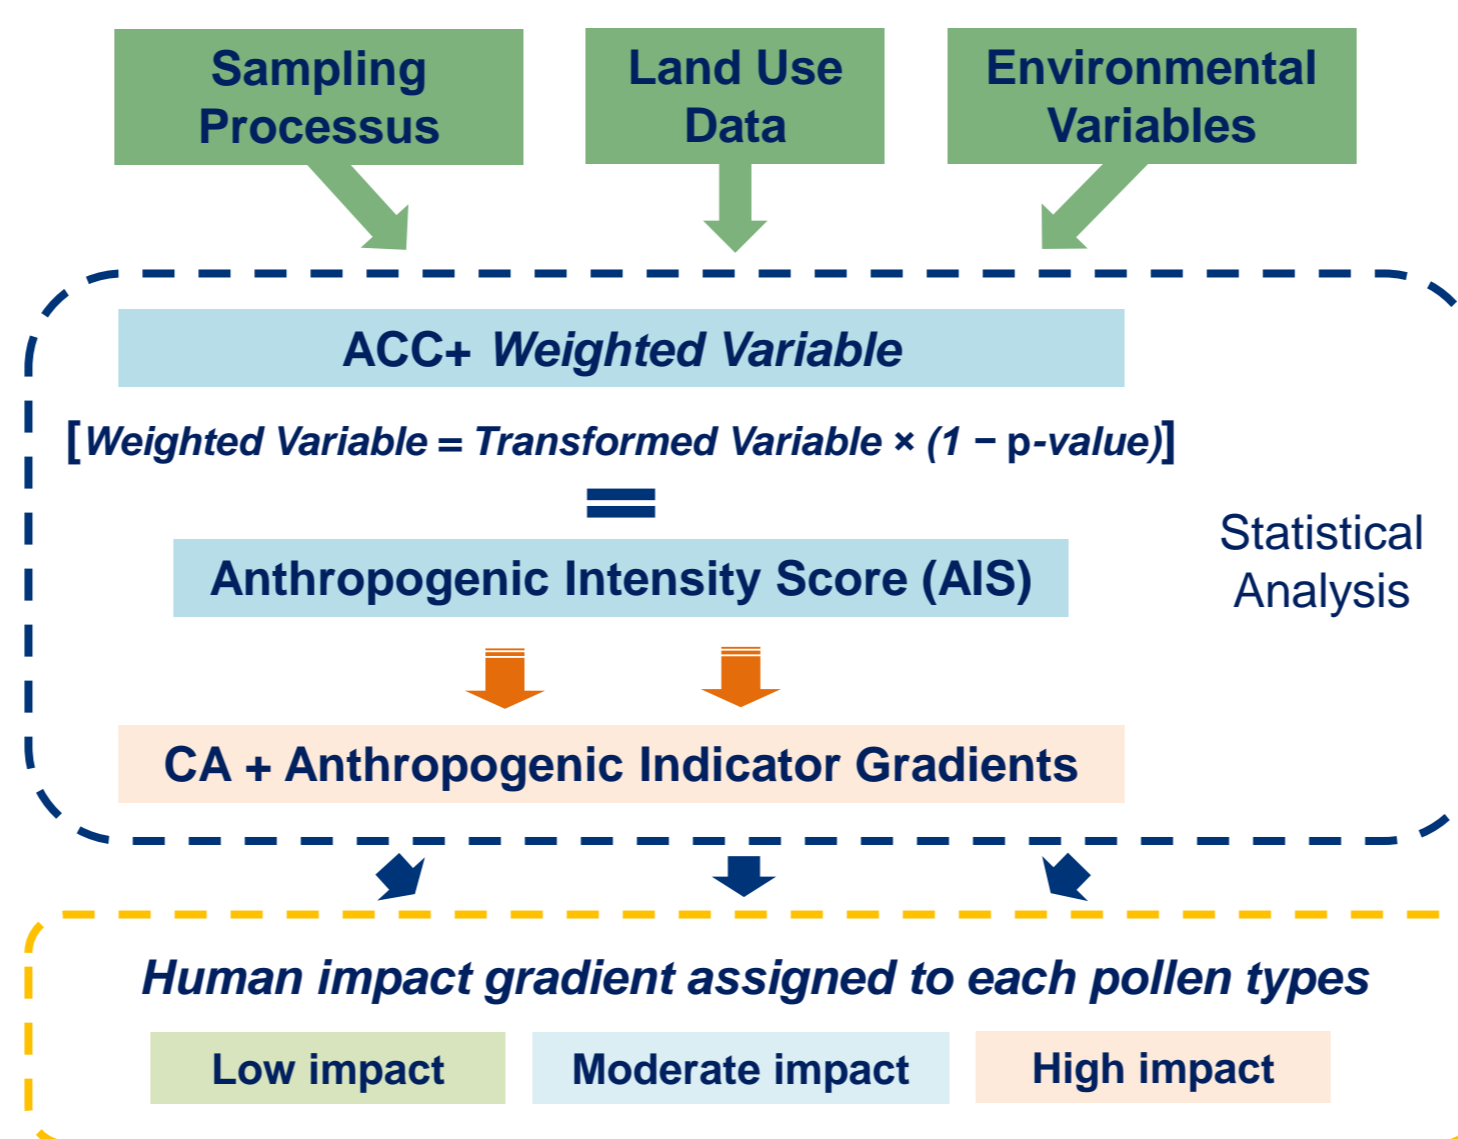 Sampling
Processus
Land Use
Data
Environmental
Variables
ACC+ Weighted Variable
[Weighted Variable = Transformed Variable × (1 − p-value)]
=
Anthropogenic Intensity Score (AIS)
Statistical
Analysis
CA + Anthropogenic Indicator Gradients
Human impact gradient assigned to each pollen types
Low impact
Moderate impact
High impact